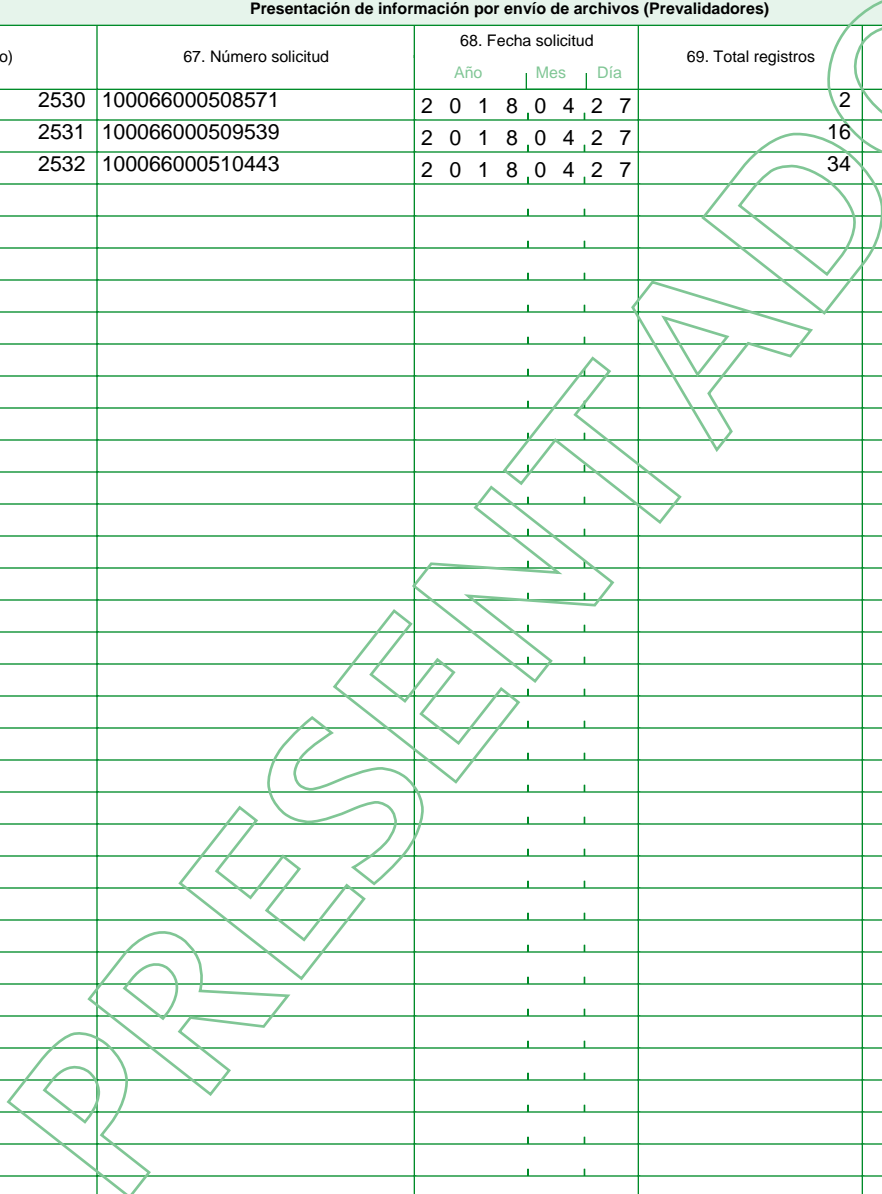 Presentación de información por envío de archivos (Prevalidadores)
o) 67. Número solicitud 68. Fecha solicitud 69. Total registros
Año Mes Día
2530 100066000508571 2 0 1 8 0 4 2 7 2
2531 100066000509539 2 0 1 8 0 4 2 7 16
2532 100066000510443 2 0 1 8 0 4 2 7 34
PRESENTADO